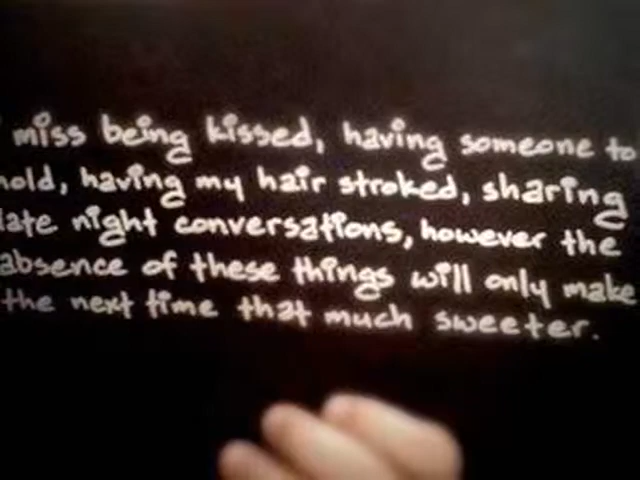 I miss being kissed, having someone to
hold, having my hair stroked, sharing
late night conversations, however the
absence of these things will only make
the next time that much sweeter.